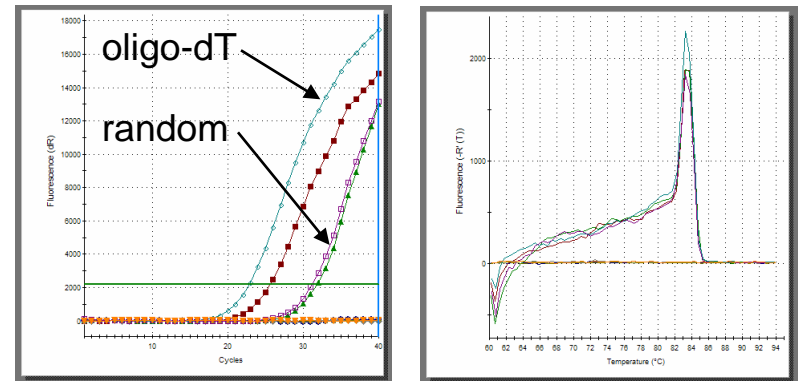 oligo-dT
random
Fluorescence (dR)
18000
16000
14000
12000
10000
8000
6000
4000
2000
0
10
20
30
40
Cycles
Fluorescence (-R' (T))
2000
1000
0
60 62 64 66 68 70 72 74 76 78 80 82 84 86 88 90 92 94
Temperature (°C)